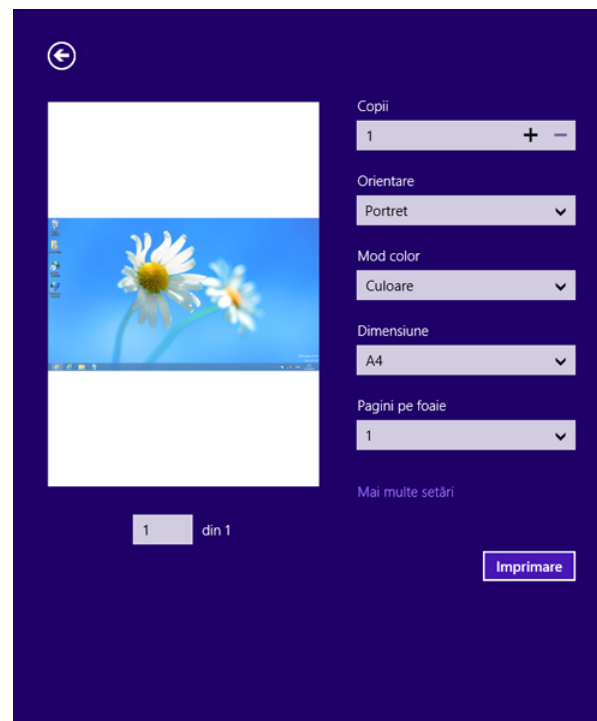 Copii
1
Orientare
Portret
Mod color
Culoare
Dimensiune
A4
Pagini pe foaie
1
Mai multe setări
1 din 1
Imprimare